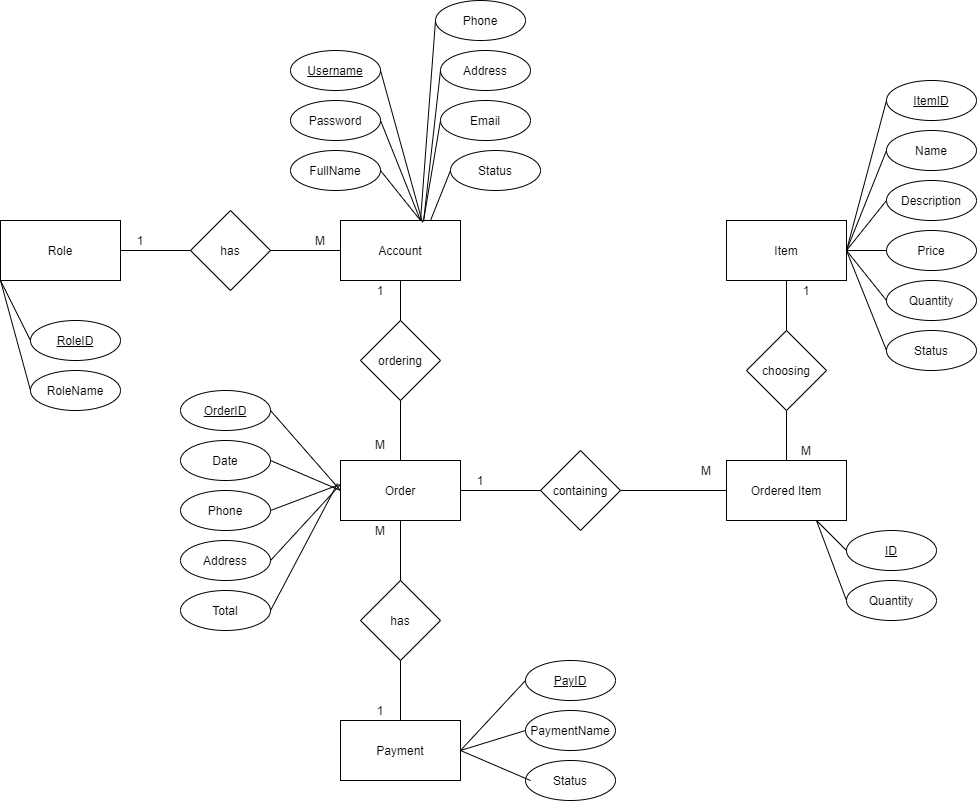 Phone
Username
Address
Password
Email
FullName
Status
ItemID
Name
Description
Price
Quantity
Status
Role
1
has
M
Account
Item
RoleID
RoleName
1
ordering
M
1
choosing
M
OrderID
Date
Phone
Address
Total
Order
1
containing
M
Ordered Item
ID
Quantity
M
has
1
Payment
PayID
PaymentName
Status